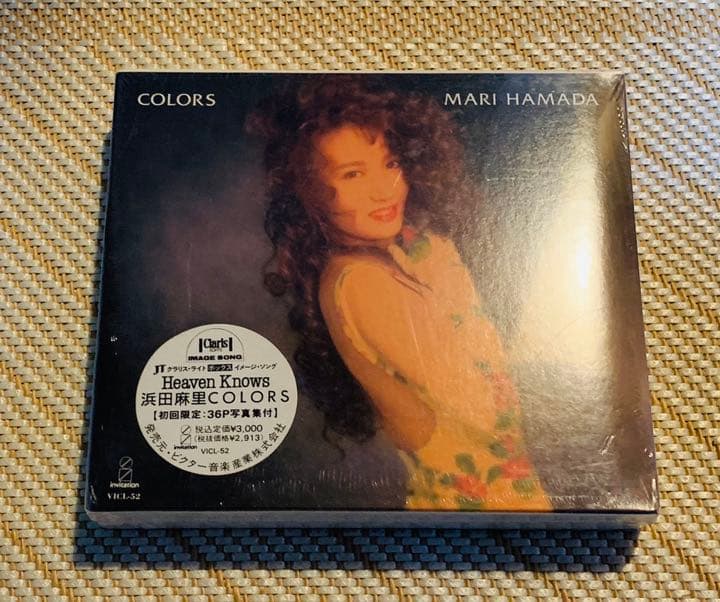 COLORS
MARI HAMADA
Claris
IMAGE SONG
JT クラリス・ライト ボックス イメージ・ソング
Heaven Knows
浜田麻里COLORS
【初回限定:36P写真集付】
税込定価¥3,000
(税抜価格¥2,913)
invitation
VICL-52
発売元・ビクター音楽産業株式会社
invitation
VICL-52